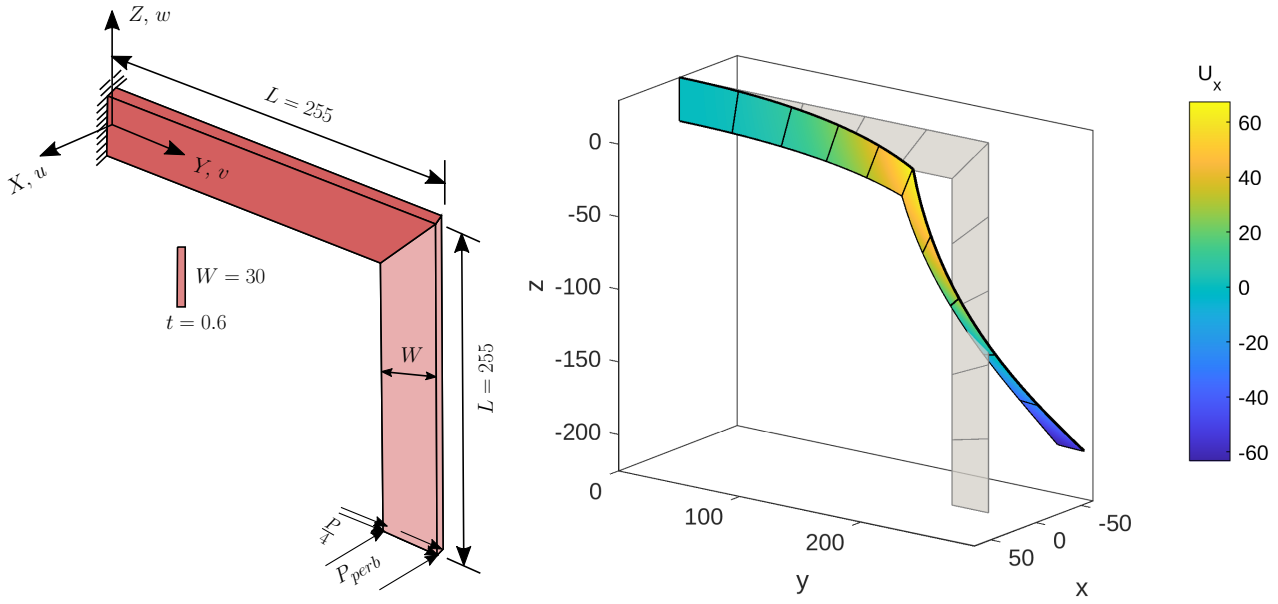 Z, w
L = 255
X, u
Y, v
W = 30
t = 0.6
W
L = 255
P/4
P_perb
z
0
-50
-100
-150
-200
0
100
200
y
50
0
-50
x
U_x
60
40
20
0
-20
-40
-60